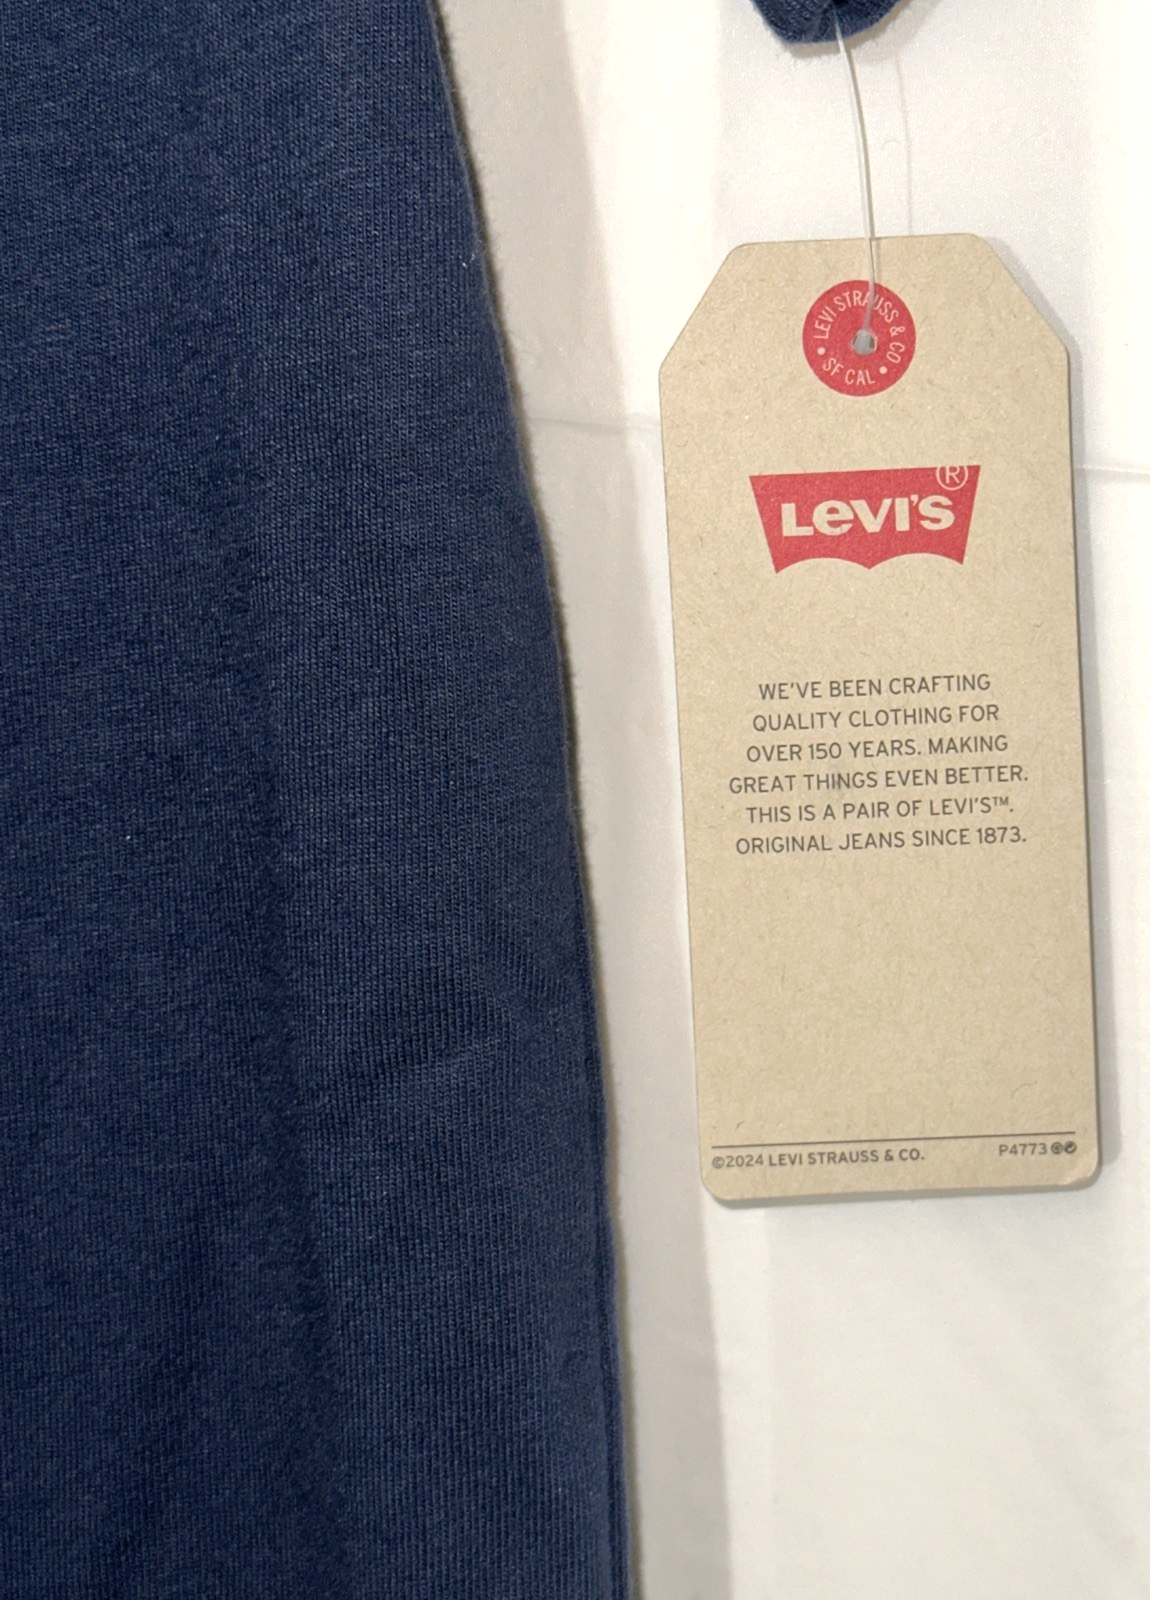 LEVI STRAUSS & CO
• SF CAL •
LEVI'S®
WE'VE BEEN CRAFTING
QUALITY CLOTHING FOR
OVER 150 YEARS. MAKING
GREAT THINGS EVEN BETTER.
THIS IS A PAIR OF LEVI'S™.
ORIGINAL JEANS SINCE 1873.
©2024 LEVI STRAUSS & CO. P4773